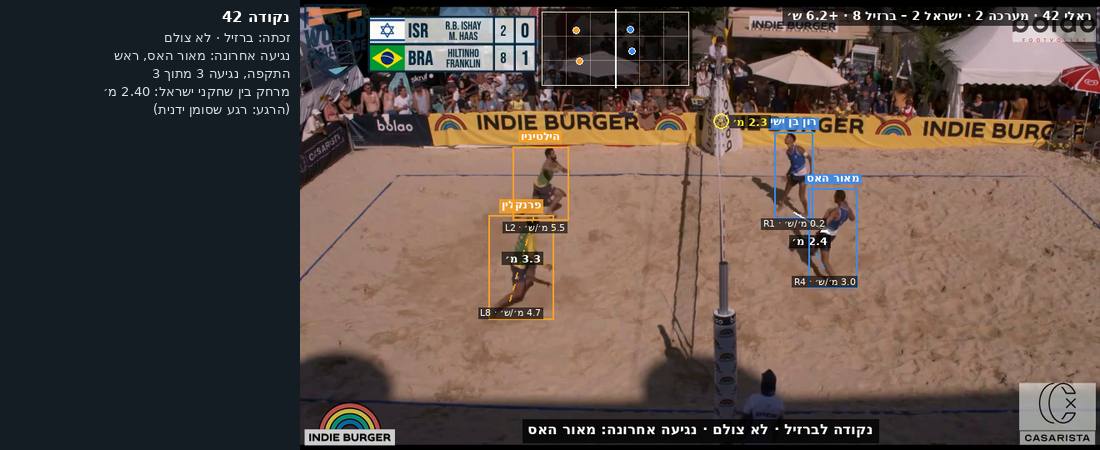 נקודה 42
זכתה: ברזיל · לא צולם
נגיעה אחרונה: מאור האס, ראש
התקפה, נגיעה 3 מתוך 3
מרחק בין שחקני ישראל: 2.40 מ׳
(הרגע: רגע שסומן ידנית)
ראלי 42 · מערכה 2 · ישראל 2 – ברזיל 8 · +6.2 ש׳
ISR R.B. ISHAY M. HAAS 2 0
BRA HILTINHO FRANKLIN 8 1
INDIE BURGER
bolao
FOOTVOLLEY
bolao
INDIE BURGER
INDIE BURGER
CASARISTA
2.3 מ׳
רון בן ישי
הילטיניו
מאור האס
פרנקלין
R1 · 0.2 מ׳/ש׳
L2 · 5.5 מ׳/ש׳
2.4 מ׳
3.3 מ׳
R4 · 3.0 מ׳/ש׳
L8 · 4.7 מ׳/ש׳
נקודה לברזיל · לא צולם · נגיעה אחרונה: מאור האס
INDIE BURGER
CASARISTA